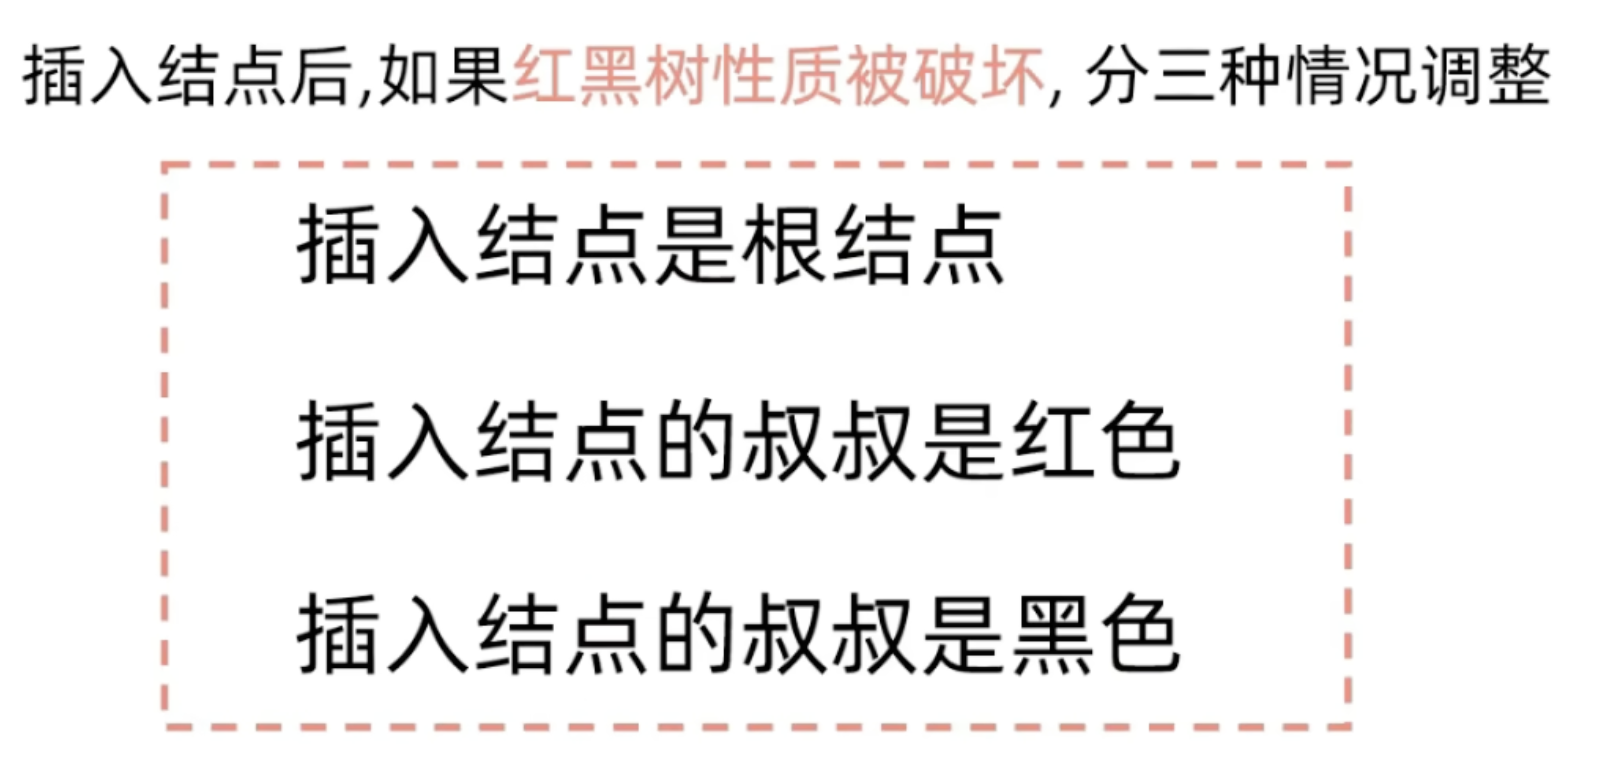 插入结点后,如果红黑树性质被破坏, 分三种情况调整
插入结点是根结点
插入结点的叔叔是红色
插入结点的叔叔是黑色